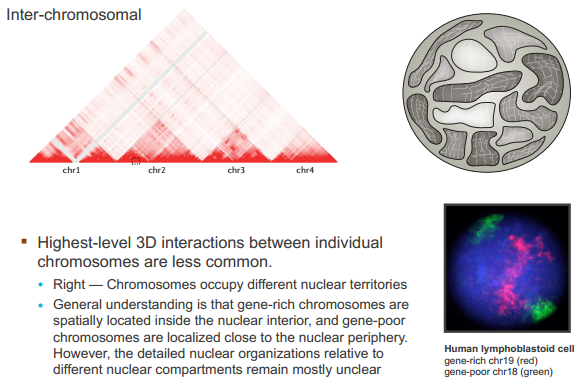 Inter-chromosomal
chr1 chr2 chr3 chr4
Highest-level 3D interactions between individual
chromosomes are less common.
Right — Chromosomes occupy different nuclear territories
General understanding is that gene-rich chromosomes are
spatially located inside the nuclear interior, and gene-poor
chromosomes are localized close to the nuclear periphery.
However, the detailed nuclear organizations relative to
different nuclear compartments remain mostly unclear
Human lymphoblastoid cell
gene-rich chr19 (red)
gene-poor chr18 (green)